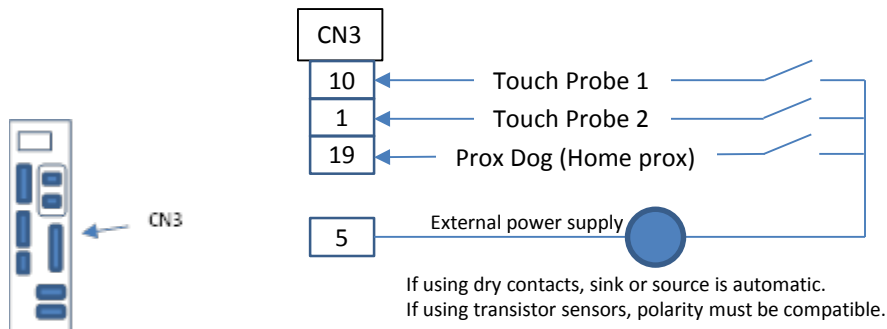 CN3
10 Touch Probe 1
1 Touch Probe 2
19 Prox Dog (Home prox)
CN3
5 External power supply
If using dry contacts, sink or source is automatic.
If using transistor sensors, polarity must be compatible.